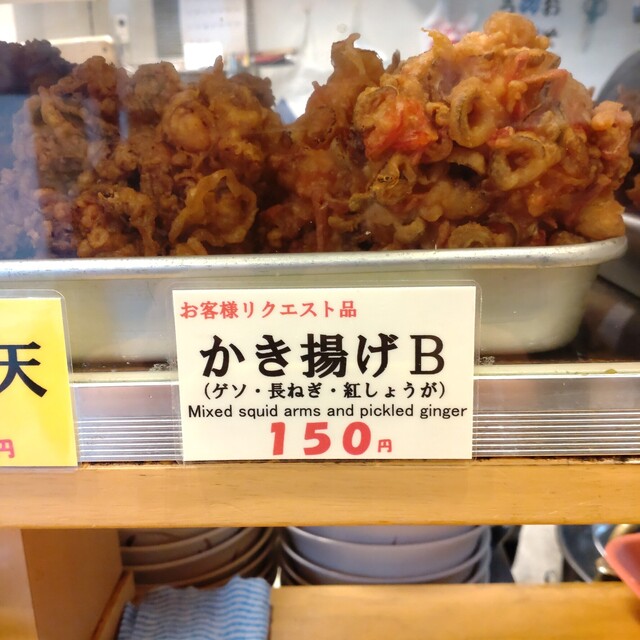 お客様リクエスト品
かき揚げB
（ゲソ・長ねぎ・紅しょうが）
Mixed squid arms and pickled ginger
150円
天
円